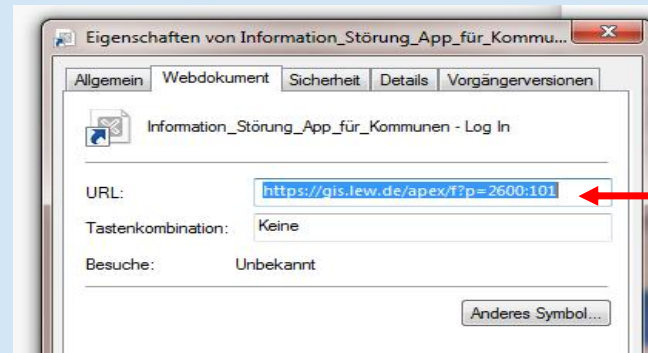 Eigenschaften von Information_Störung_App_für_Kommu...
Allgemein Webdokument Sicherheit Details Vorgängerversionen
Information_Störung_App_für_Kommunen - Log In
URL: https://gis.lew.de/apex/f?p=2600:101
Tastenkombination: Keine
Besuche: Unbekannt
Anderes Symbol...